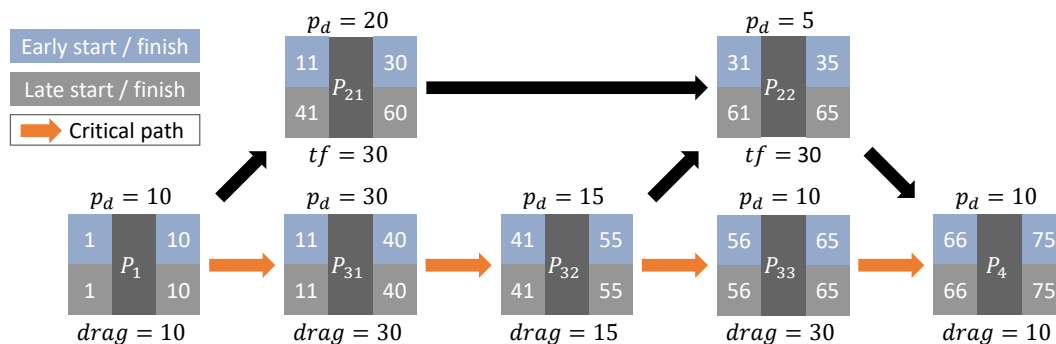 Early start / finish
Late start / finish
Critical path
p_d = 20
11 30
P_21
41 60
tf = 30
p_d = 5
31 35
P_22
61 65
tf = 30
p_d = 10
1 10
P_1
1 10
drag = 10
p_d = 30
11 40
P_31
11 40
drag = 30
p_d = 15
41 55
P_32
41 55
drag = 15
p_d = 10
56 65
P_33
56 65
drag = 30
p_d = 10
66 75
P_4
66 75
drag = 10